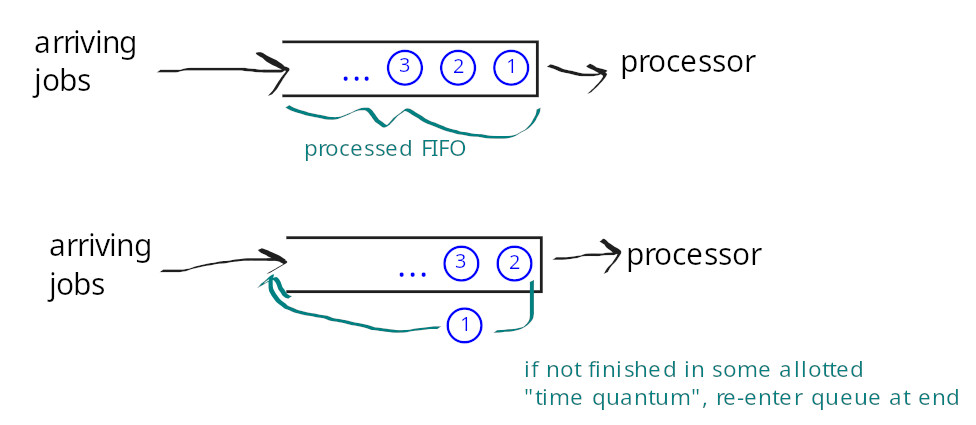 arriving
jobs
... 3 2 1
processor
processed FIFO
arriving
jobs
... 3 2
processor
1
if not finished in some allotted
"time quantum", re-enter queue at end